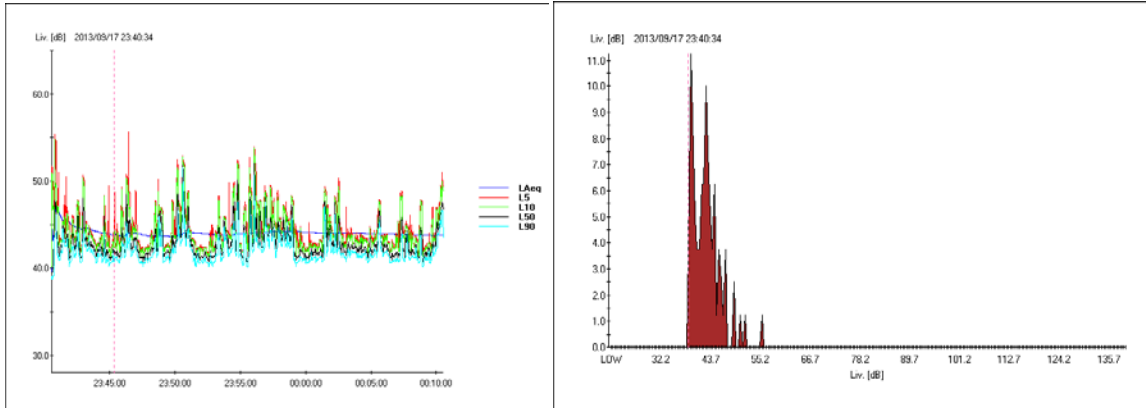 Liv. [dB] 2013/09/17 23:40:34
60.0
50.0
40.0
30.0
23:45:00 23:50:00 23:55:00 00:00:00 00:05:00 00:10:00
LAeq
L5
L10
L50
L90
Liv. [dB] 2013/09/17 23:40:34
11.0
10.0
9.0
8.0
7.0
6.0
5.0
4.0
3.0
2.0
1.0
0.0
LOW 32.2 43.7 55.2 66.7 78.2 89.7 101.2 112.7 124.2 135.7
Liv. [dB]